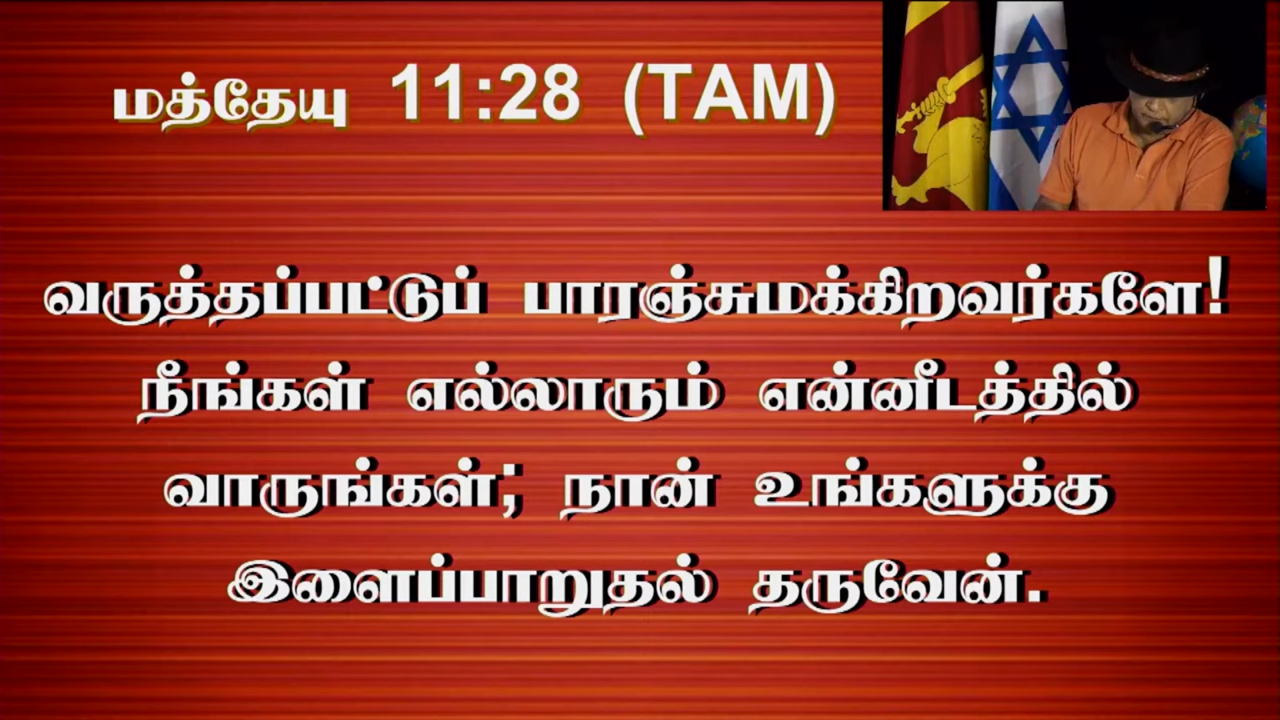 மத்தேயு 11:28 (TAM)
வருத்தப்பட்டுப் பாரஞ்சுமக்கிறவர்களே!
நீங்கள் எல்லாரும் என்னீடத்தில்
வாருங்கள்; நான் உங்களுக்கு
இளைப்பாறுதல் தருவேன்.